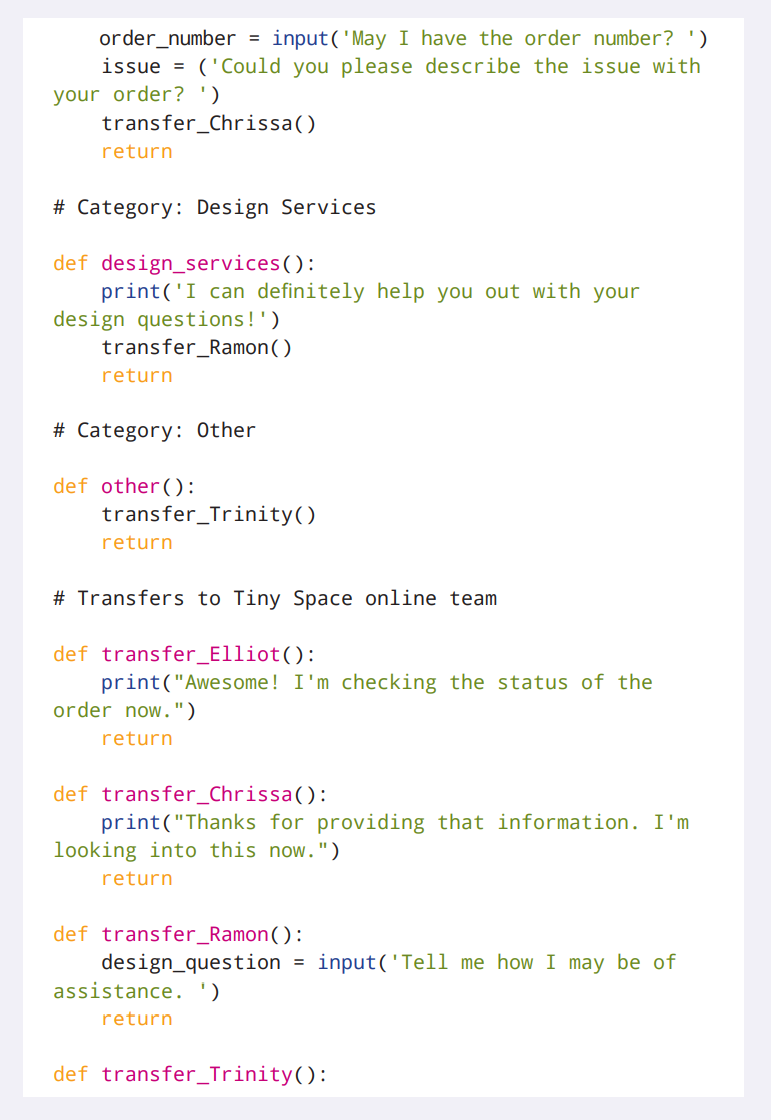 order_number = input('May I have the order number? ')
    issue = ('Could you please describe the issue with
your order? ')
    transfer_Chrissa()
    return

# Category: Design Services

def design_services():
    print('I can definitely help you out with your
design questions!')
    transfer_Ramon()
    return

# Category: Other

def other():
    transfer_Trinity()
    return

# Transfers to Tiny Space online team

def transfer_Elliot():
    print("Awesome! I'm checking the status of the
order now.")
    return

def transfer_Chrissa():
    print("Thanks for providing that information. I'm
looking into this now.")
    return

def transfer_Ramon():
    design_question = input('Tell me how I may be of
assistance. ')
    return

def transfer_Trinity():